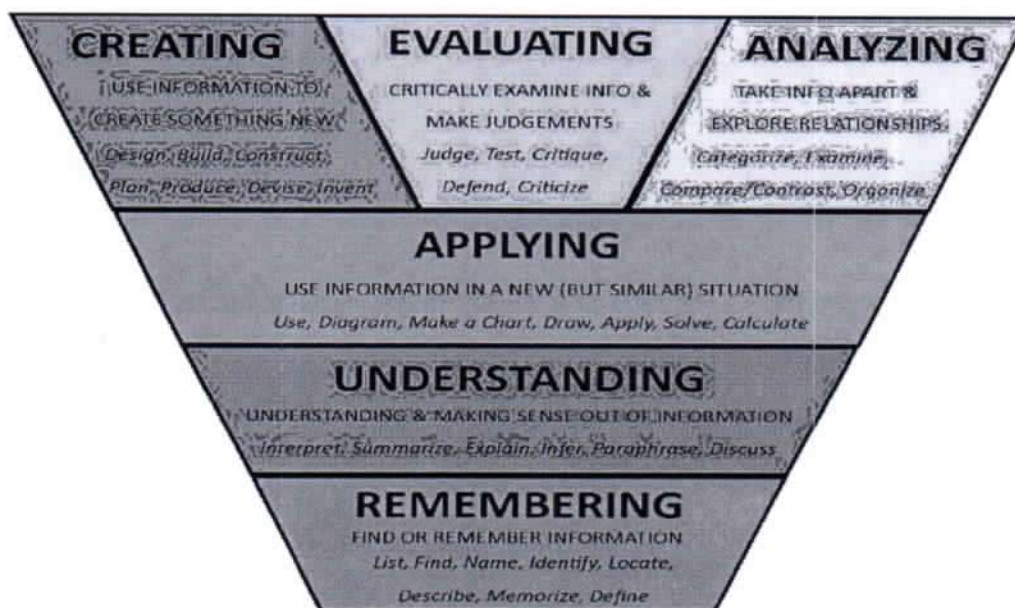 CREATING
USE INFORMATION TO
CREATE SOMETHING NEW
Design, Build, Construct,
Plan, Produce, Devise, Invent
EVALUATING
CRITICALLY EXAMINE INFO &
MAKE JUDGEMENTS
Judge, Test, Critique,
Defend, Criticize
ANALYZING
TAKE INFO APART &
EXPLORE RELATIONSHIPS
Categorize, Examine,
Compare/Contrast, Organize
APPLYING
USE INFORMATION IN A NEW (BUT SIMILAR) SITUATION
Use, Diagram, Make a Chart, Draw, Apply, Solve, Calculate
UNDERSTANDING
UNDERSTANDING & MAKING SENSE OUT OF INFORMATION
Interpret, Summarize, Explain, Infer, Paraphrase, Discuss
REMEMBERING
FIND OR REMEMBER INFORMATION
List, Find, Name, Identify, Locate,
Describe, Memorize, Define